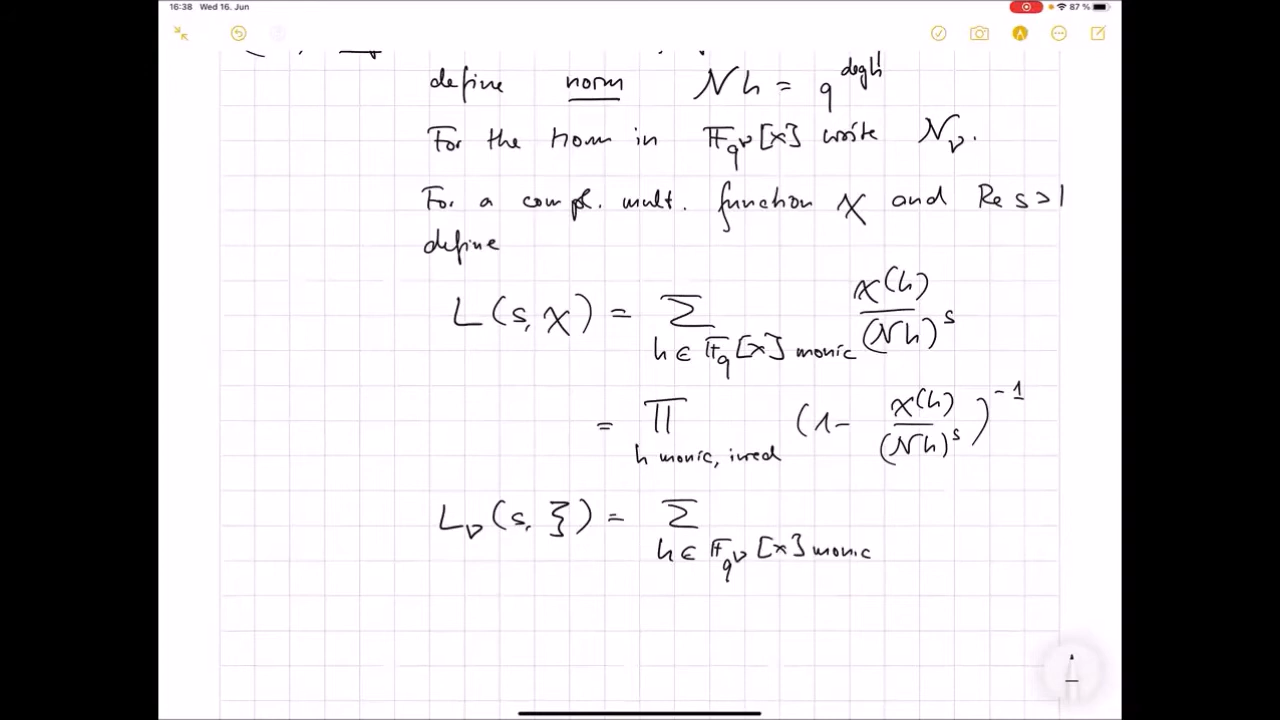 16:38 Wed 16. Jun 87 %
define norm 𝒩h = q^{deg h}
For the norm in 𝔽_{q^ν}[x] write 𝒩_ν.
For a compl. mult. function χ and Re s > 1
define
L(s, χ) = Σ_{h ∈ 𝔽_q[x] monic} χ(h) / (𝒩h)^s
= Π_{h monic, irred} (1 - χ(h) / (𝒩h)^s)^{-1}
L_ν(s, ξ) = Σ_{h ∈ 𝔽_{q^ν}[x] monic}